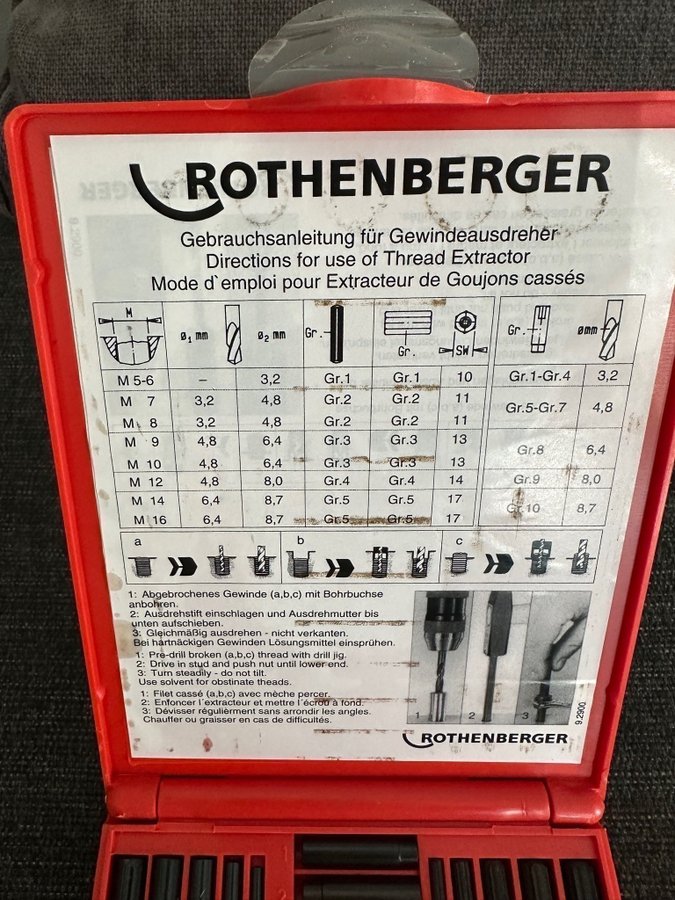 ROTHENBERGER
Gebrauchsanleitung für Gewindeausdreher
Directions for use of Thread Extractor
Mode d`emploi pour Extracteur de Goujons cassés
M ø1 mm ø2 mm Gr. Gr. SW Gr. ømm
M 5-6 – 3,2 Gr.1 Gr.1 10 Gr.1-Gr.4 3,2
M 7 3,2 4,8 Gr.2 Gr.2 11 Gr.5-Gr.7 4,8
M 8 3,2 4,8 Gr.2 Gr.2 11
M 9 4,8 6,4 Gr.3 Gr.3 13 Gr.8 6,4
M 10 4,8 6,4 Gr.3 Gr.3 13
M 12 4,8 8,0 Gr.4 Gr.4 14 Gr.9 8,0
M 14 6,4 8,7 Gr.5 Gr.5 17 Gr.10 8,7
M 16 6,4 8,7 Gr.5 Gr.5 17
a b c
1: Abgebrochenes Gewinde (a,b,c) mit Bohrbuchse
anbohren.
2: Ausdrehstift einschlagen und Ausdrehmutter bis
unten aufschieben.
3: Gleichmäßig ausdrehen - nicht verkanten.
Bei hartnäckigen Gewinden Lösungsmittel einsprühen.
1: Pre-drill broken (a,b,c) thread with drill jig.
2: Drive in stud and push nut until lower end.
3: Turn steadily - do not tilt.
Use solvent for obstinate theads.
1: Filet cassé (a,b,c) avec mèche percer.
2: Enfoncer l`extracteur et mettre l`écrou à fond.
3: Dévisser régulièrment sans arrondir les angles.
Chauffer ou graisser en cas de difficultés.
1 2 3
9.2900
ROTHENBERGER